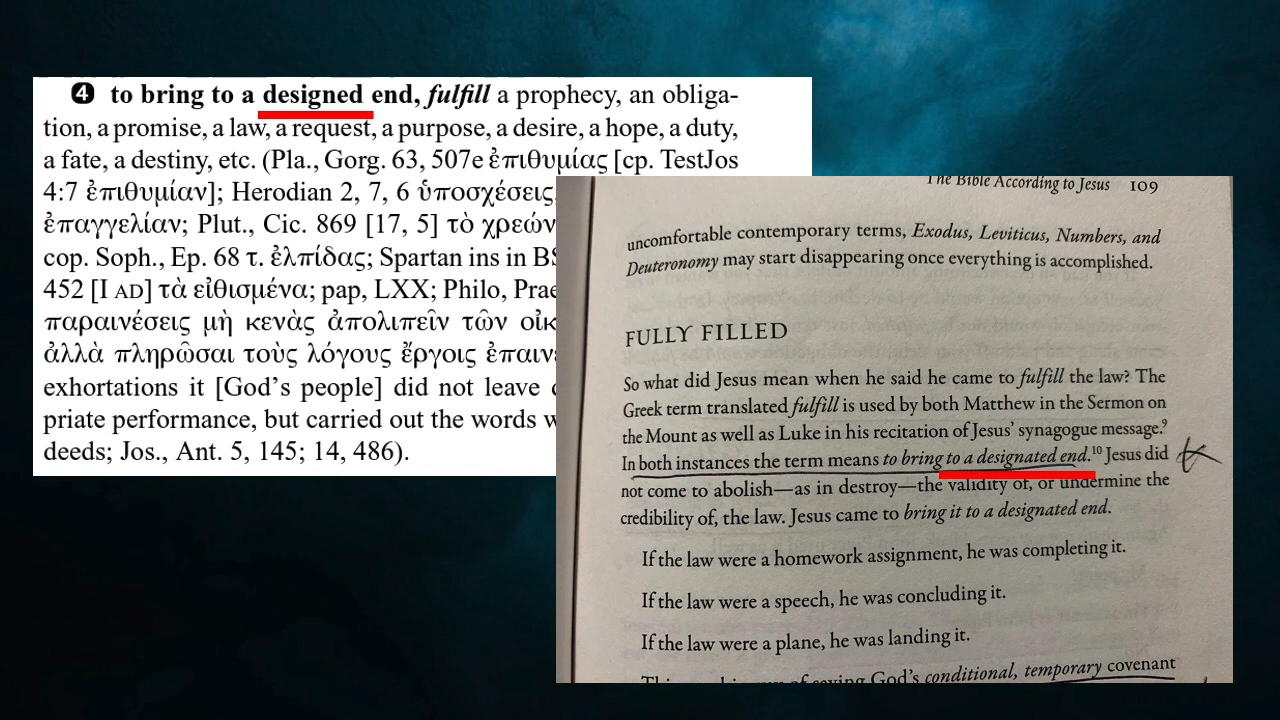 ❹ to bring to a designed end, fulfill a prophecy, an obliga-
tion, a promise, a law, a request, a purpose, a desire, a hope, a duty,
a fate, a destiny, etc. (Pla., Gorg. 63, 507e ἐπιθυμίας [cp. TestJos
4:7 ἐπιθυμίαν]; Herodian 2, 7, 6 ὑποσχέσεις
ἐπαγγελίαν; Plut., Cic. 869 [17, 5] τὸ χρεών
cop. Soph., Ep. 68 τ. ἐλπίδας; Spartan ins in BS
452 [I AD] τὰ εἰθισμένα; pap, LXX; Philo, Prae
παραινέσεις μὴ κενὰς ἀπολιπεῖν τῶν οἰκ
ἀλλὰ πληρῶσαι τοὺς λόγους ἔργοις ἐπαιν
exhortations it [God’s people] did not leave
priate performance, but carried out the words
deeds; Jos., Ant. 5, 145; 14, 486).
The Bible According to Jesus 109
uncomfortable contemporary terms, Exodus, Leviticus, Numbers, and
Deuteronomy may start disappearing once everything is accomplished.
FULLY FILLED
So what did Jesus mean when he said he came to fulfill the law? The
Greek term translated fulfill is used by both Matthew in the Sermon on
the Mount as well as Luke in his recitation of Jesus’ synagogue message.9
In both instances the term means to bring to a designated end.10 Jesus did
not come to abolish—as in destroy—the validity of, or undermine the
credibility of, the law. Jesus came to bring it to a designated end.
If the law were a homework assignment, he was completing it.
If the law were a speech, he was concluding it.
If the law were a plane, he was landing it.
God’s conditional, temporary covenant